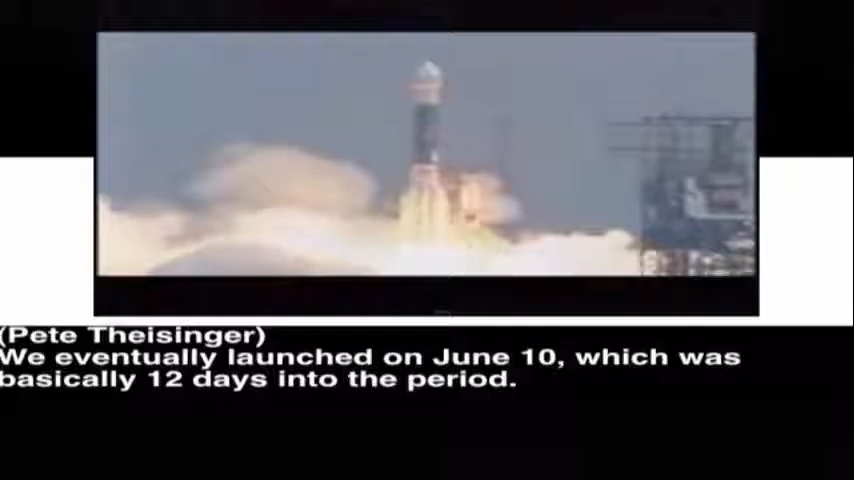 (Pete Theisinger)
We eventually launched on June 10, which was
basically 12 days into the period.